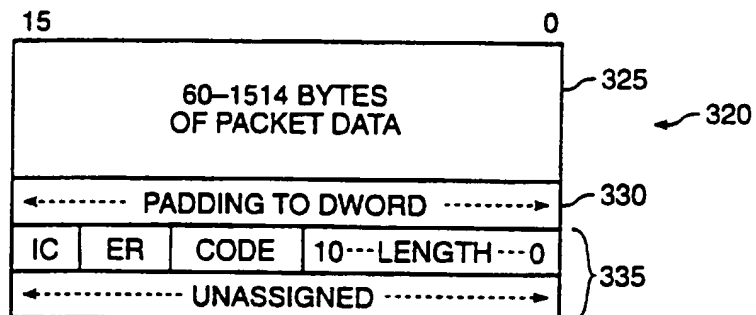 15 0
60–1514 BYTES
OF PACKET DATA
325
320
PADDING TO DWORD
330
IC ER CODE 10---LENGTH---0
335
UNASSIGNED